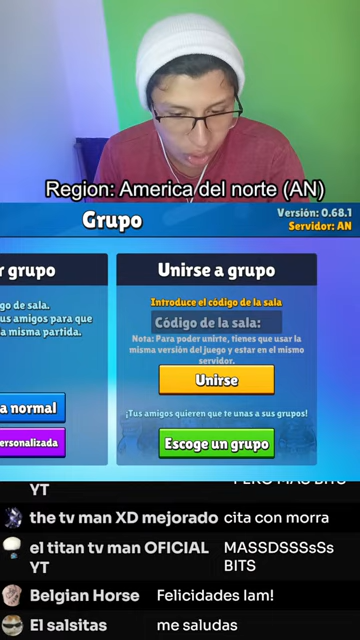 Region: America del norte (AN)
Grupo
Versión: 0.68.1
Servidor: AN
r grupo
go de sala.
us amigos para que
a misma partida.
a normal
ersonalizada
Unirse a grupo
Introduce el código de la sala
Código de la sala:
Nota: Para poder unirte, tienes que usar la
misma versión del juego y estar en el mismo
servidor.
Unirse
¡Tus amigos quieren que te unas a sus grupos!
Escoge un grupo
YT
the tv man XD mejorado cita con morra
el titan tv man OFICIAL MASSDSSSsSs
YT BITS
Belgian Horse Felicidades Iam!
El salsitas me saludas